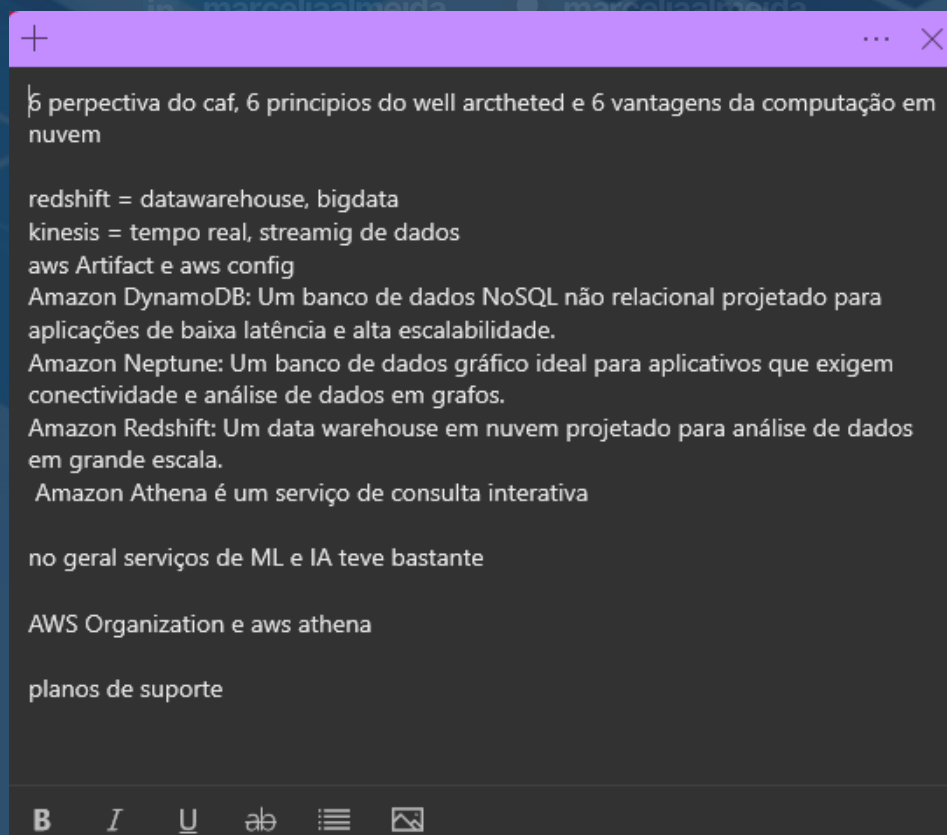 in marceliaalmeida marceliaalmeida
6 perpectiva do caf, 6 principios do well arctheted e 6 vantagens da computação em
nuvem
redshift = datawarehouse, bigdata
kinesis = tempo real, streamig de dados
aws Artifact e aws config
Amazon DynamoDB: Um banco de dados NoSQL não relacional projetado para
aplicações de baixa latência e alta escalabilidade.
Amazon Neptune: Um banco de dados gráfico ideal para aplicativos que exigem
conectividade e análise de dados em grafos.
Amazon Redshift: Um data warehouse em nuvem projetado para análise de dados
em grande escala.
Amazon Athena é um serviço de consulta interativa
no geral serviços de ML e IA teve bastante
AWS Organization e aws athena
planos de suporte
B I U ab